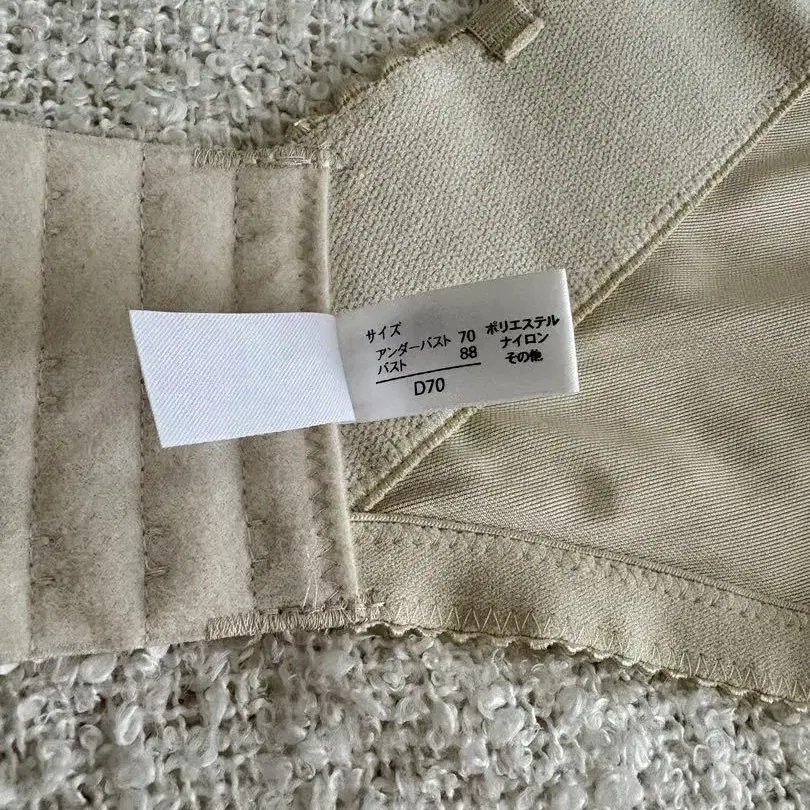 サイズ
アンダーバスト 70
バスト 88
D70
ポリエステル
ナイロン
その他